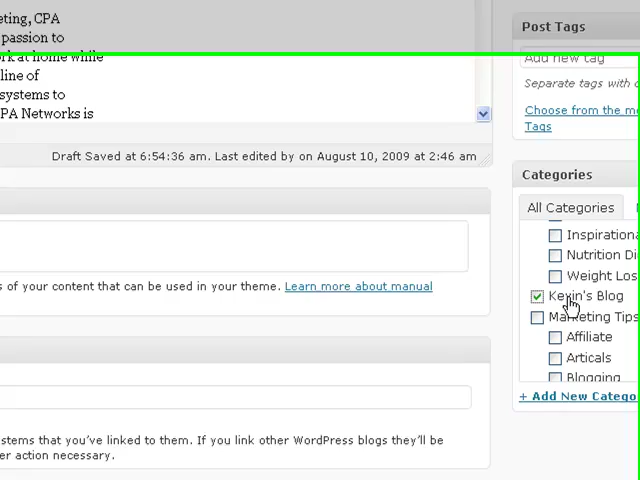 eting, CPA
passion to
rk at home while
line of
systems to
PA Networks is
Draft Saved at 6:54:36 am. Last edited by on August 10, 2009 at 2:46 am
s of your content that can be used in your theme. Learn more about manual
stems that you've linked to them. If you link other WordPress blogs they'll be
er action necessary.
Post Tags
Add new tag
Separate tags with c
Choose from the mo
Tags
Categories
All Categories
Inspirationa
Nutrition Di
Weight Los
Kevin's Blog
Marketing Tips
Affiliate
Articals
Blogging
+ Add New Catego